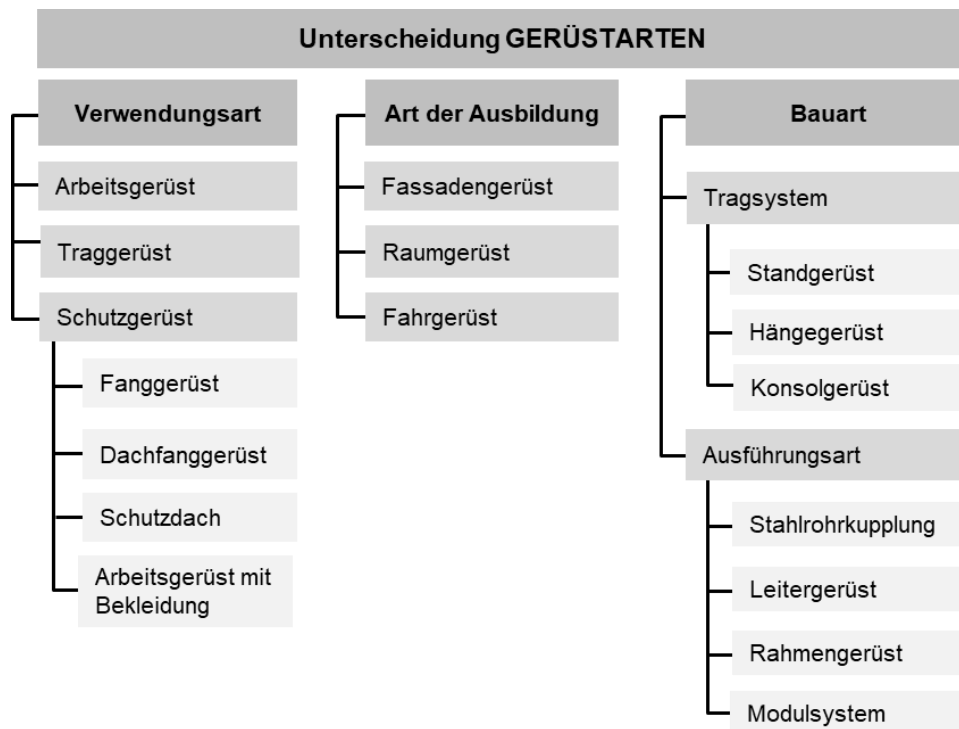 Unterscheidung GERÜSTARTEN
Verwendungsart
Arbeitsgerüst
Traggerüst
Schutzgerüst
Fanggerüst
Dachfanggerüst
Schutzdach
Arbeitsgerüst mit
Bekleidung
Art der Ausbildung
Fassadengerüst
Raumgerüst
Fahrgerüst
Bauart
Tragsystem
Standgerüst
Hängegerüst
Konsolgerüst
Ausführungsart
Stahlrohrkupplung
Leitergerüst
Rahmengerüst
Modulsystem